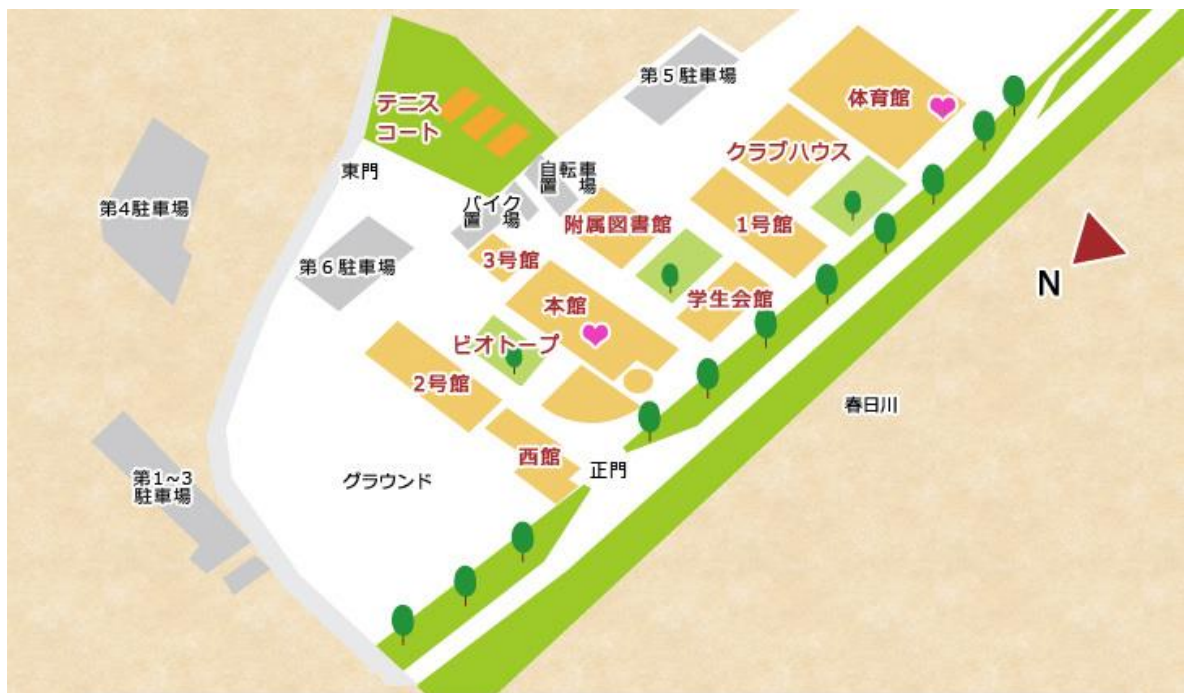 第５駐車場
体育館
テニス
コート
クラブハウス
東門
自転車
置　場
第4駐車場
バイク
置　場
附属図書館
1号館
3号館
第６駐車場
N
学生会館
本館
ビオトープ
2号館
春日川
西館
正門
第1~3
駐車場
グラウンド